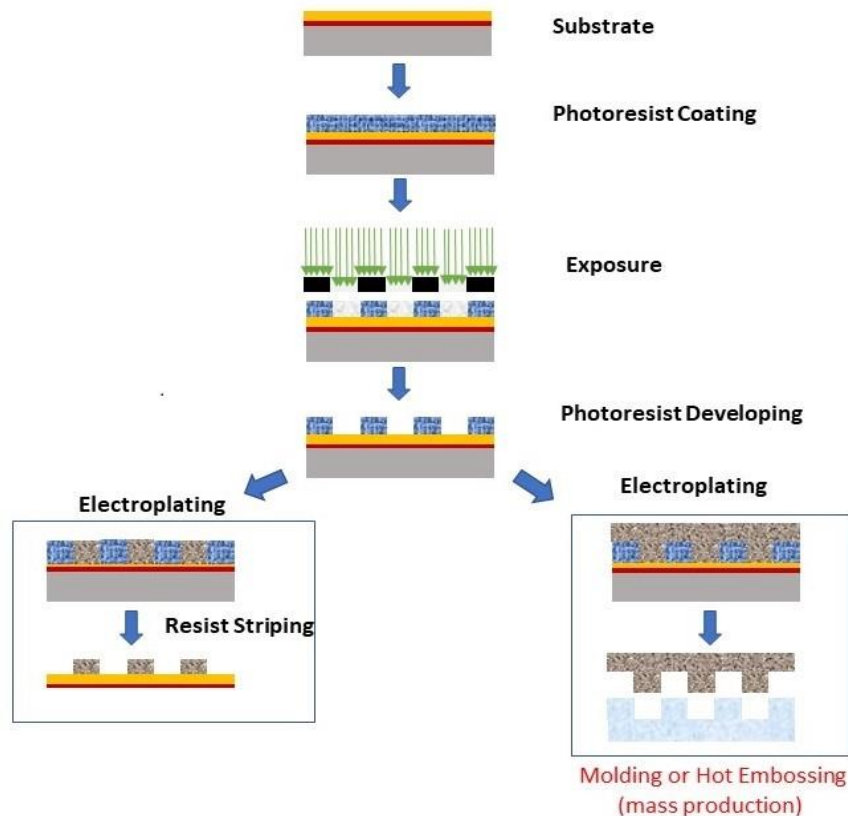 Substrate
Photoresist Coating
Exposure
Photoresist Developing
Electroplating
Resist Striping
Electroplating
Molding or Hot Embossing
(mass production)